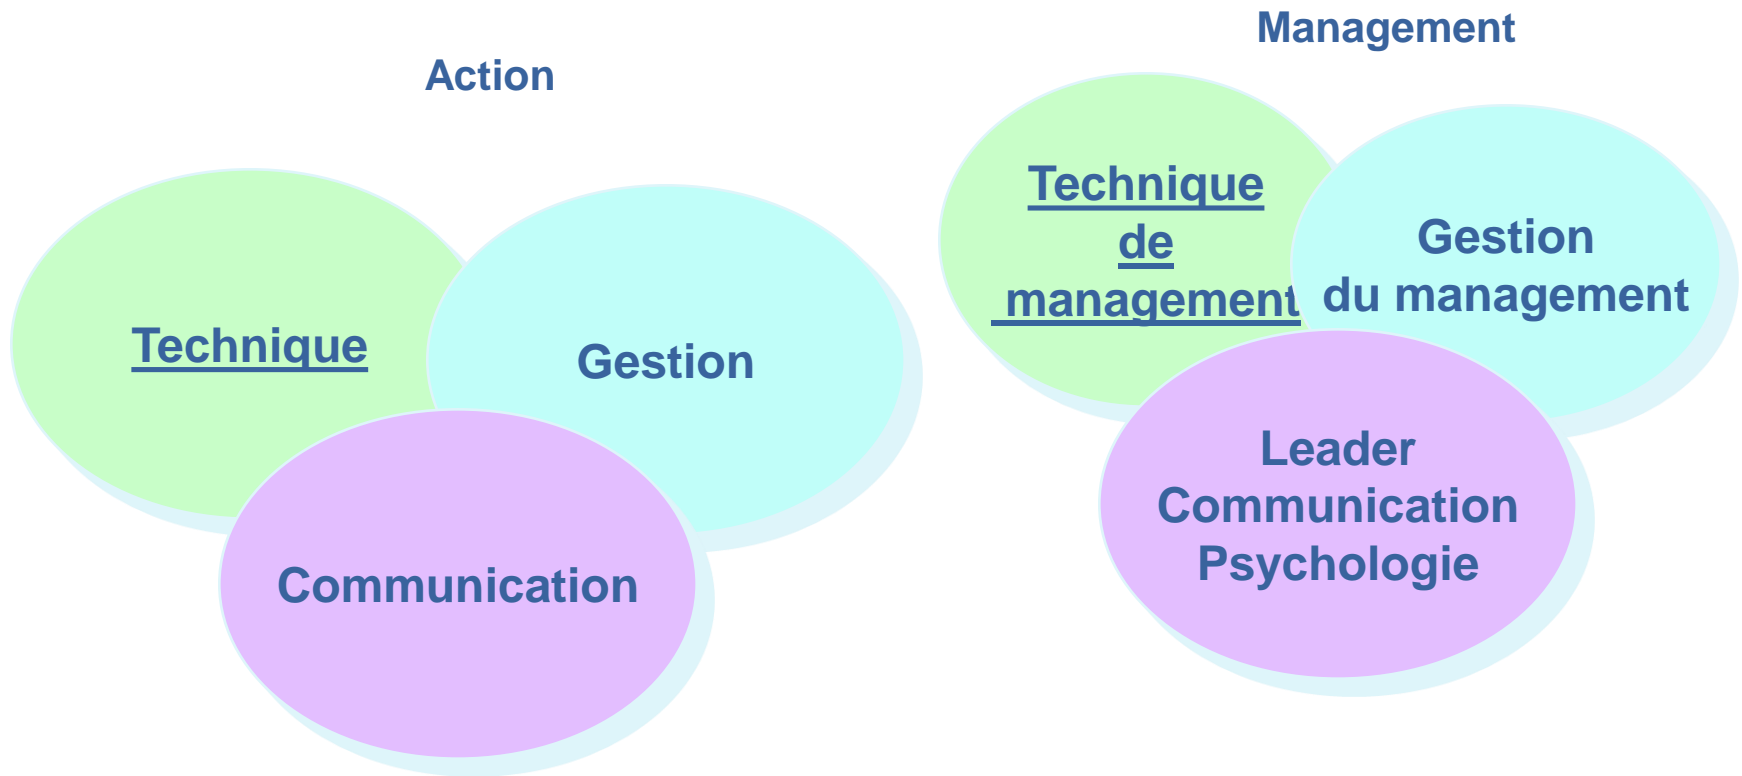 Action
Technique
Gestion
Communication
Management
Technique
de
management
Gestion
du management
Leader
Communication
Psychologie